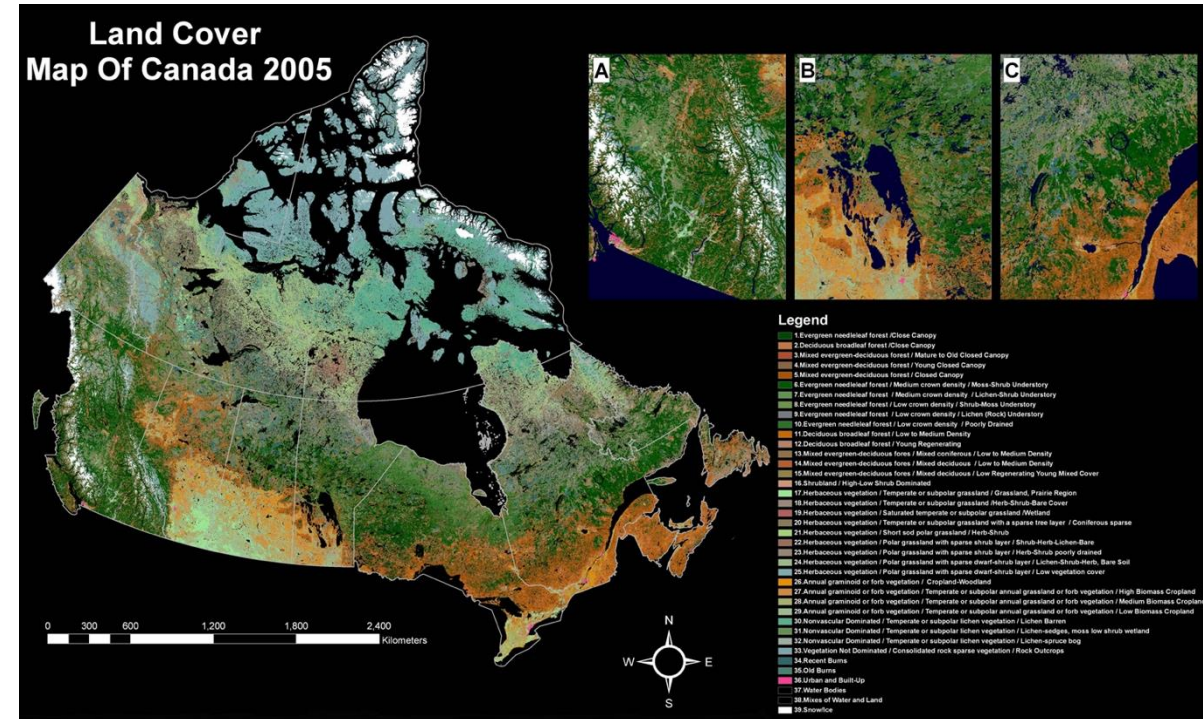 Land Cover
Map Of Canada 2005
A
B
C
Legend
1.Evergreen needleleaf forest /Close Canopy
2.Deciduous broadleaf forest /Close Canopy
3.Mixed evergreen-deciduous forest / Mature to Old Closed Canopy
4.Mixed evergreen-deciduous forest / Young Closed Canopy
5.Mixed evergreen-deciduous forest / Closed Canopy
6.Evergreen needleleaf forest / Medium crown density / Moss-Shrub Understory
7.Evergreen needleleaf forest / Medium crown density / Lichen-Shrub Understory
8.Evergreen needleleaf forest / Low crown density / Shrub-Moss Understory
9.Evergreen needleleaf forest / Low crown density / Lichen (Rock) Understory
10.Evergreen needleleaf forest / Low crown density / Poorly Drained
11.Deciduous broadleaf forest / Low to Medium Density
12.Deciduous broadleaf forest / Young Regenerating
13.Mixed evergreen-deciduous fores / Mixed coniferous / Low to Medium Density
14.Mixed evergreen-deciduous fores / Mixed deciduous / Low to Medium Density
15.Mixed evergreen-deciduous fores / Mixed deciduous / Low Regenerating Young Mixed Cover
16.Shrubland / High-Low Shrub Dominated
17.Herbaceous vegetation / Temperate or subpolar grassland / Grassland, Prairie Region
18.Herbaceous vegetation / Temperate or subpolar grassland /Herb-Shrub-Bare Cover
19.Herbaceous vegetation / Saturated temperate or subpolar grassland /Wetland
20 Herbaceous vegetation / Temperate or subpolar grassland with a sparse tree layer / Coniferous sparse
21.Herbaceous vegetation / Short sod polar grassland / Herb-Shrub
22.Herbaceous vegetation / Polar grassland with sparse shrub layer / Shrub-Herb-Lichen-Bare
23.Herbaceous vegetation / Polar grassland with sparse shrub layer / Herb-Shrub poorly drained
24.Herbaceous vegetation / Polar grassland with sparse dwarf-shrub layer / Lichen-Shrub-Herb, Bare Soil
25.Herbaceous vegetation / Polar grassland with sparse dwarf-shrub layer / Low vegetation cover
26.Annual graminoid or forb vegetation / Cropland-Woodland
27.Annual graminoid or forb vegetation / Temperate or subpolar annual grassland or forb vegetation / High Biomass Cropland
28.Annual graminoid or forb vegetation / Temperate or subpolar annual grassland or forb vegetation / Medium Biomass Cropland
29.Annual graminoid or forb vegetation / Temperate or subpolar annual grassland or forb vegetation / Low Biomass Cropland
30.Nonvascular Dominated / Temperate or subpolar lichen vegetation / Lichen Barren
31.Nonvascular Dominated / Temperate or subpolar lichen vegetation / Lichen-sedges, moss low shrub wetland
32.Nonvascular Dominated / Temperate or subpolar lichen vegetation / Lichen-spruce bog
33.Vegetation Not Dominated / Consolidated rock sparse vegetation / Rock Outcrops
34.Recent Burns
35.Old Burns
36.Urban and Built-Up
37.Water Bodies
38.Mixes of Water and Land
39.Snow/Ice
0 300 600 1,200 1,800 2,400
Kilometers
N
W E
S